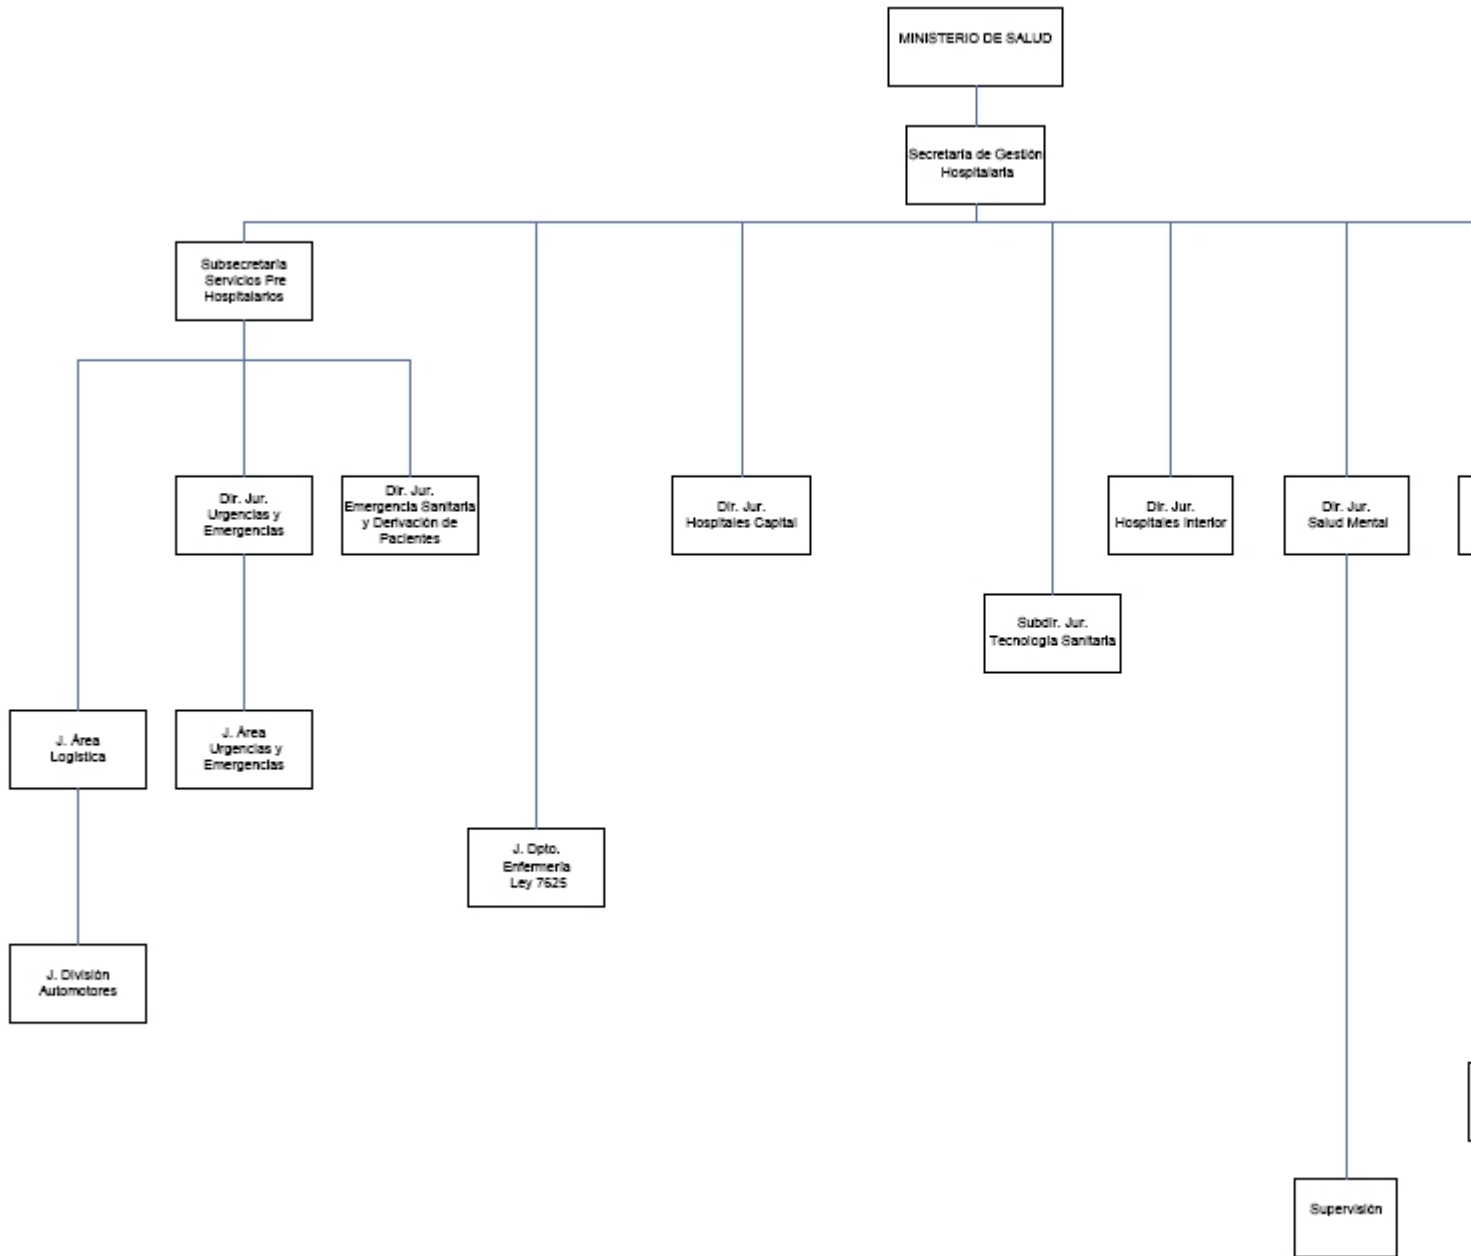 MINISTERIO DE SALUD
Secretaría de Gestión
Hospitalaria
Subsecretaría
Servicios Pre
Hospitalarios
Dir. Jur.
Urgencias y
Emergencias
Dir. Jur.
Emergencia Sanitaria
y Derivación de
Pacientes
Dir. Jur.
Hospitales Capital
Dir. Jur.
Hospitales Interior
Dir. Jur.
Salud Mental
Subdir. Jur.
Tecnología Sanitaria
J. Área
Logística
J. Área
Urgencias y
Emergencias
J. Dpto.
Enfermería
Ley 7625
J. División
Automotores
Supervisión